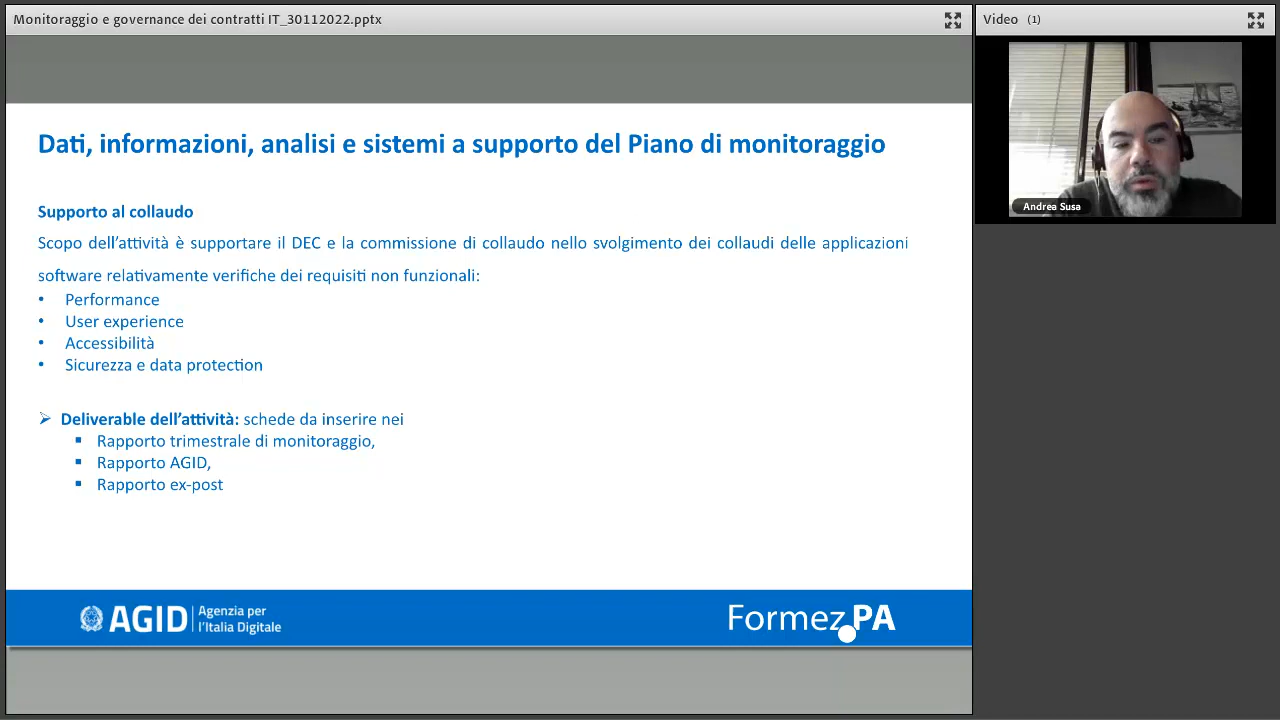 Monitoraggio e governance dei contratti IT_30112022.pptx
Video (1)
Dati, informazioni, analisi e sistemi a supporto del Piano di monitoraggio
Supporto al collaudo
Scopo dell'attività è supportare il DEC e la commissione di collaudo nello svolgimento dei collaudi delle applicazioni
software relativamente verifiche dei requisiti non funzionali:
• Performance
• User experience
• Accessibilità
• Sicurezza e data protection
➢ Deliverable dell'attività: schede da inserire nei
▪ Rapporto trimestrale di monitoraggio,
▪ Rapporto AGID,
▪ Rapporto ex-post
Andrea Susa
AGID
Agenzia per
l'Italia Digitale
Formez PA